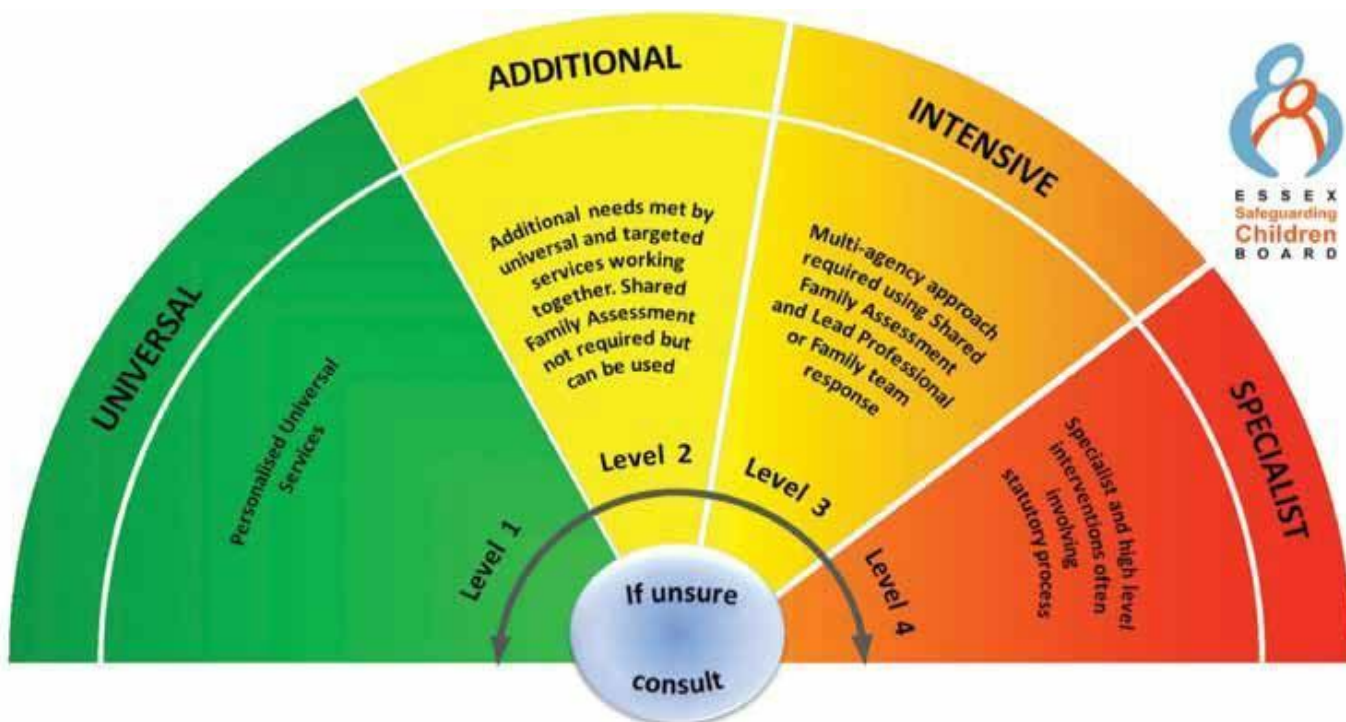 UNIVERSAL
Personalised Universal
Services
Level 1
ADDITIONAL
Additional needs met by
universal and targeted
services working
together. Shared
Family Assessment
not required but
can be used
Level 2
INTENSIVE
Multi-agency approach
required using Shared
Family Assessment
and Lead Professional
or Family team
response
Level 3
SPECIALIST
Specialist and high level
interventions often
involving
statutory process
Level 4
If unsure
consult
ESSEX
Safeguarding
Children
BOARD